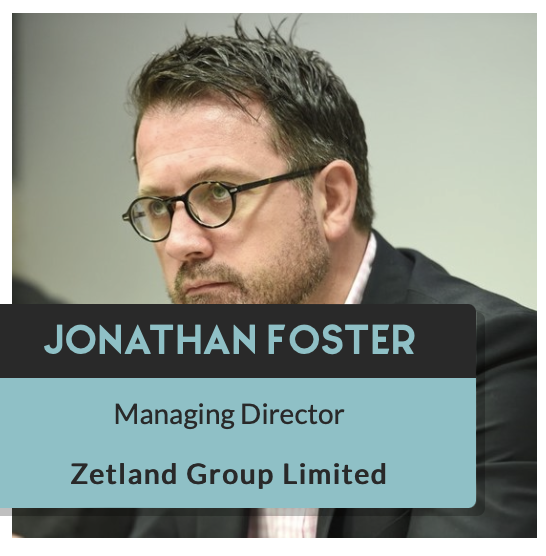 JONATHAN FOSTER
Managing Director
Zetland Group Limited